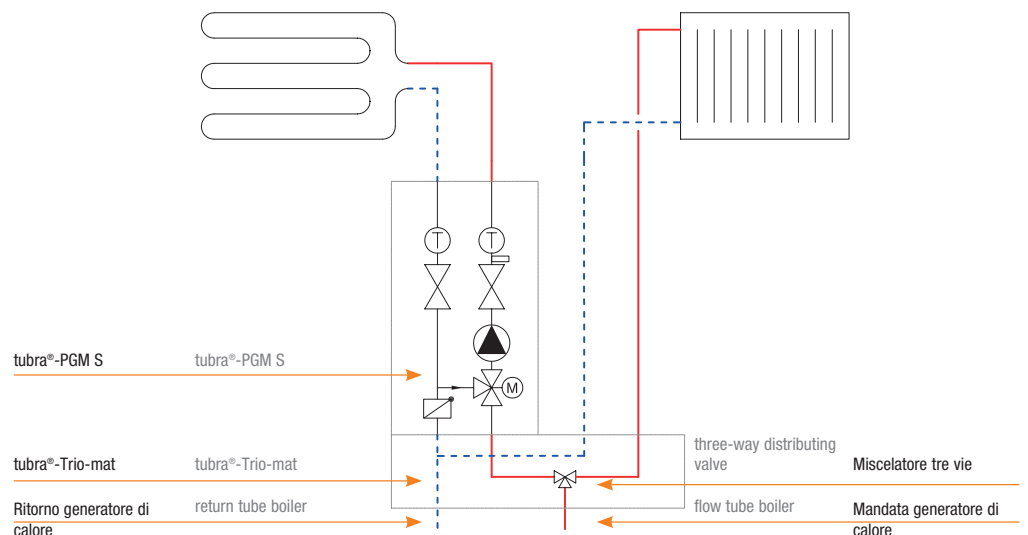 T
T
M
tubra®-PGM S
tubra®-PGM S
tubra®-Trio-mat
tubra®-Trio-mat
three-way distributing
valve
Miscelatore tre vie
Ritorno generatore di
calore
return tube boiler
flow tube boiler
Mandata generatore di
calore